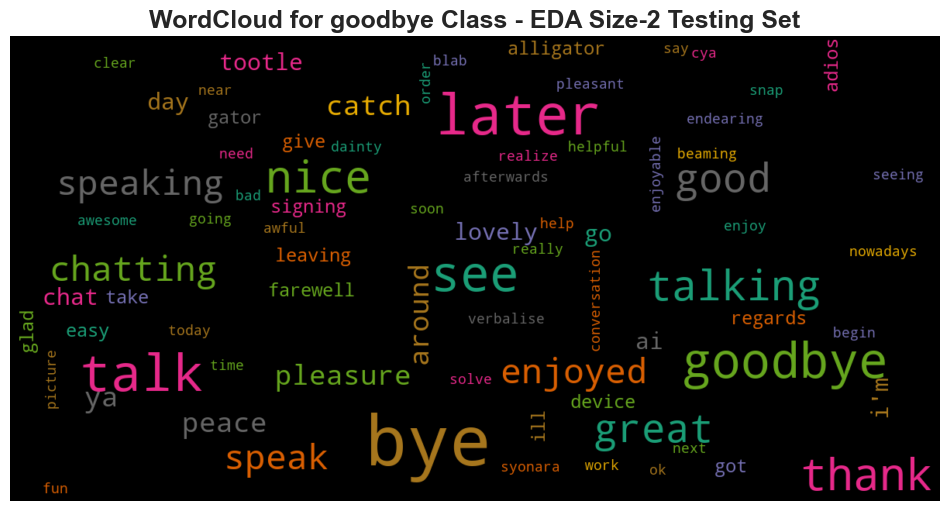 WordCloud for goodbye Class - EDA Size-2 Testing Set
clear
tootle
blab
alligator
say
cya
adios
day
near
gator
catch
order
later
pleasant
snap
endearing
need
give
dainty
realize
helpful
enjoyable
beaming
seeing
speaking
bad
nice
signing
afterwards
good
awesome
going
awful
soon
lovely
help
go
enjoy
really
nowadays
chatting
leaving
see
conversation
talking
chat
take
farewell
around
regards
glad
easy
today
verbalise
ai
begin
picture
talk
time
pleasure
solve
enjoyed
goodbye
ya
device
i'm
peace
bye
ill
great
next
speak
syonara
work
ok
got
thank
fun